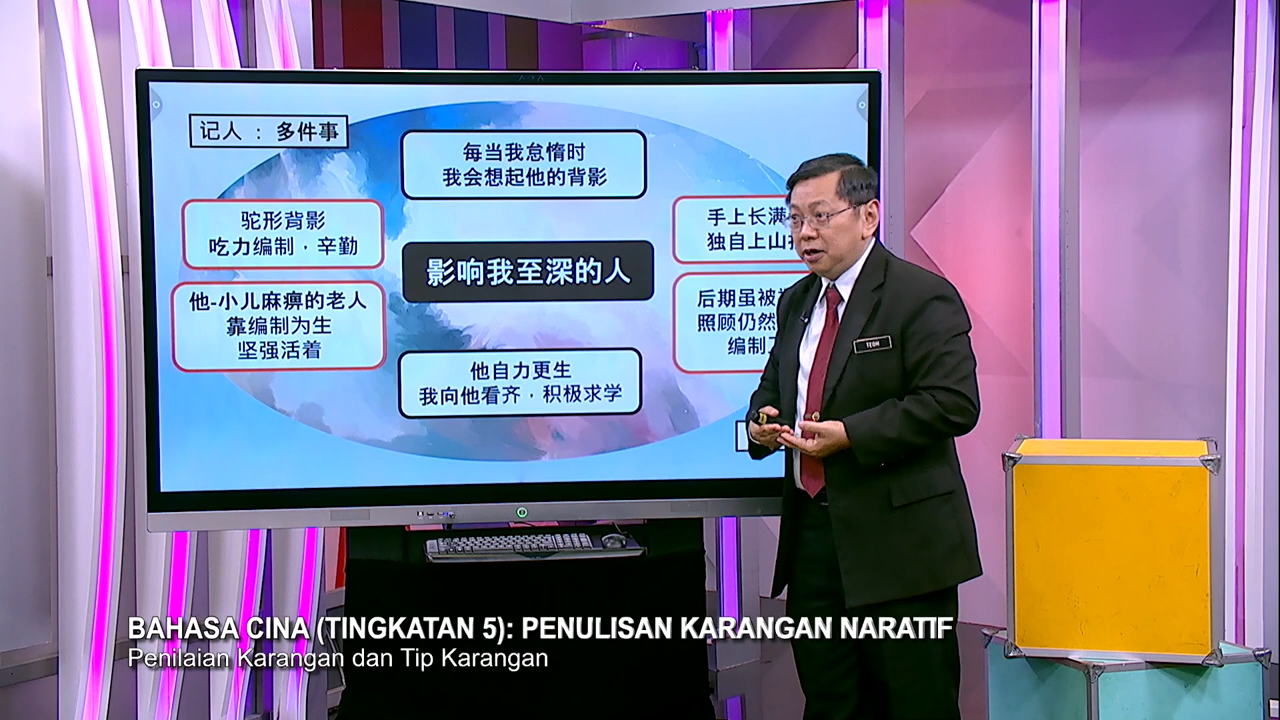 记人 : 多件事
每当我怠惰时
我会想起他的背影
驼形背影
吃力编制·辛勤
手上长满
独自上山
影响我至深的人
他-小儿麻痹的老人
靠编制为生
坚强活着
后期虽被
照顾仍然
编制
他自力更生
我向他看齐·积极求学
TEOH
BAHASA CINA (TINGKATAN 5): PENULISAN KARANGAN NARATIF
Penilaian Karangan dan Tip Karangan